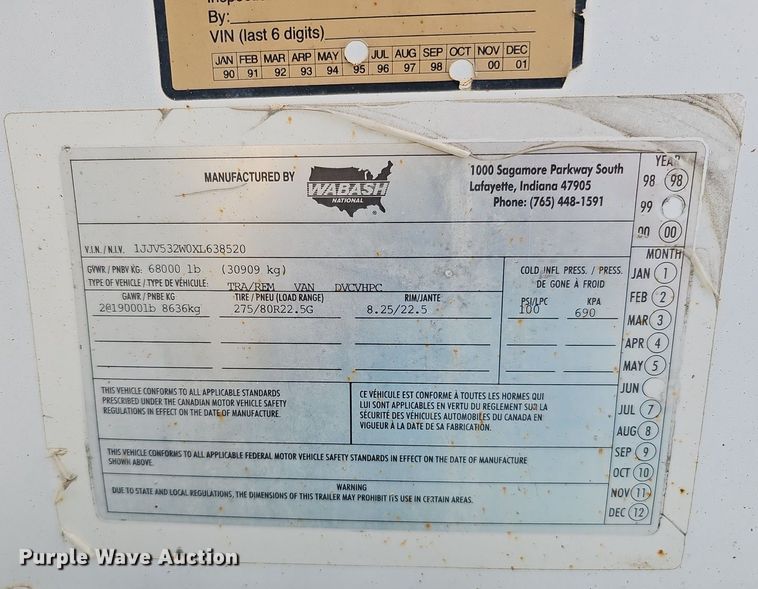 By:
VIN (last 6 digits)
JAN FEB MAR ARP MAY JUL AUG SEP OCT NOV DEC
90 91 92 93 94 95 96 97 98 00 01
MANUFACTURED BY
WABASH
NATIONAL
®
1000 Sagamore Parkway South
Lafayette, Indiana 47905
Phone: (765) 448-1591
YEAR
98 98
99
00 00
V.I.N. / N.I.V. 1JJV532W0XL638520
GVWR / PNBV KG: 68000 lb (30909 kg)
TYPE OF VEHICLE / TYPE DE VÉHICULE: TRA/REM VAN DVCVHPC
COLD INFL PRESS. / PRESS.
DE GONE À FROID
GAWR / PNBE KG TIRE / PNEU (LOAD RANGE) RIM/JANTE PSI/LPC KPA
2@19000lb 8636kg 275/80R22.5G 8.25/22.5 100 690
MONTH
JAN 1
FEB 2
MAR 3
APR 4
MAY 5
JUN
JUL 7
AUG 8
SEP 9
OCT 10
NOV 11
DEC 12
THIS VEHICLE CONFORMS TO ALL APPLICABLE STANDARDS
PRESCRIBED UNDER THE CANADIAN MOTOR VEHICLE SAFETY
REGULATIONS IN EFFECT ON THE DATE OF MANUFACTURE.
CE VÉHICULE EST CONFORME À TOUTES LES NORMES QUI
LUI SONT APPLICABLES EN VERTU DU REGLEMENT SUR LA
SÉCURITÉ DES VÉHICULES AUTOMOBILES DU CANADA EN
VIGUEUR À LA DATE DE SA FABRICATION.
THIS VEHICLE CONFORMS TO ALL APPLICABLE FEDERAL MOTOR VEHICLE SAFETY STANDARDS IN EFFECT ON THE DATE OF MANUFACTURE
SHOWN ABOVE.
WARNING
DUE TO STATE AND LOCAL REGULATIONS, THE DIMENSIONS OF THIS TRAILER MAY PROHIBIT ITS USE IN CERTAIN AREAS.
Purple Wave Auction